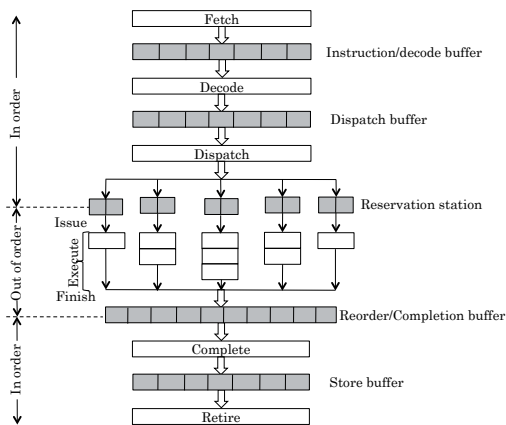 Fetch
Instruction/decode buffer
Decode
Dispatch buffer
Dispatch
In order
Reservation station
Issue
Execute
Out of order
Finish
Reorder/Completion buffer
Complete
In order
Store buffer
Retire